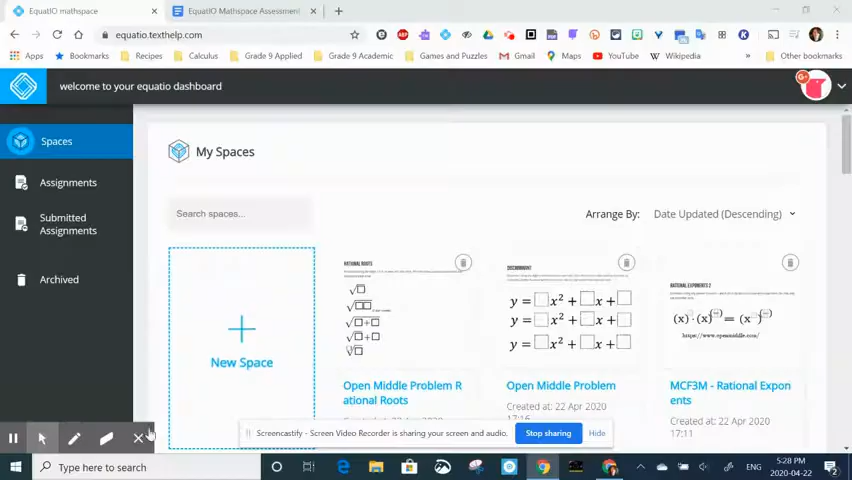 EquatIO mathspace
EquatIO Mathspace Assessment
equatio.texthelp.com
Apps
Bookmarks
Recipes
Calculus
Grade 9 Applied
Grade 9 Academic
Games and Puzzles
Gmail
Maps
YouTube
Wikipedia
»
Other bookmarks
welcome to your equatio dashboard
G+
Spaces
Assignments
Submitted
Assignments
Archived
My Spaces
Search spaces...
Arrange By:
Date Updated (Descending)
New Space
RATIONAL ROOTS
Open Middle Problem R
ational Roots
DISCRIMINANT
y = □x² + □x + □
y = □x² + □x + □
y = □x² + □x + □
Open Middle Problem
Created at: 22 Apr 2020
17:16
RATIONAL EXPONENTS 2
https://www.openmiddle.com/
MCF3M - Rational Expon
ents
Created at: 22 Apr 2020
17:11
Screencastify - Screen Video Recorder is sharing your screen and audio.
Stop sharing
Hide
Type here to search
ENG
5:28 PM
2020-04-22
2